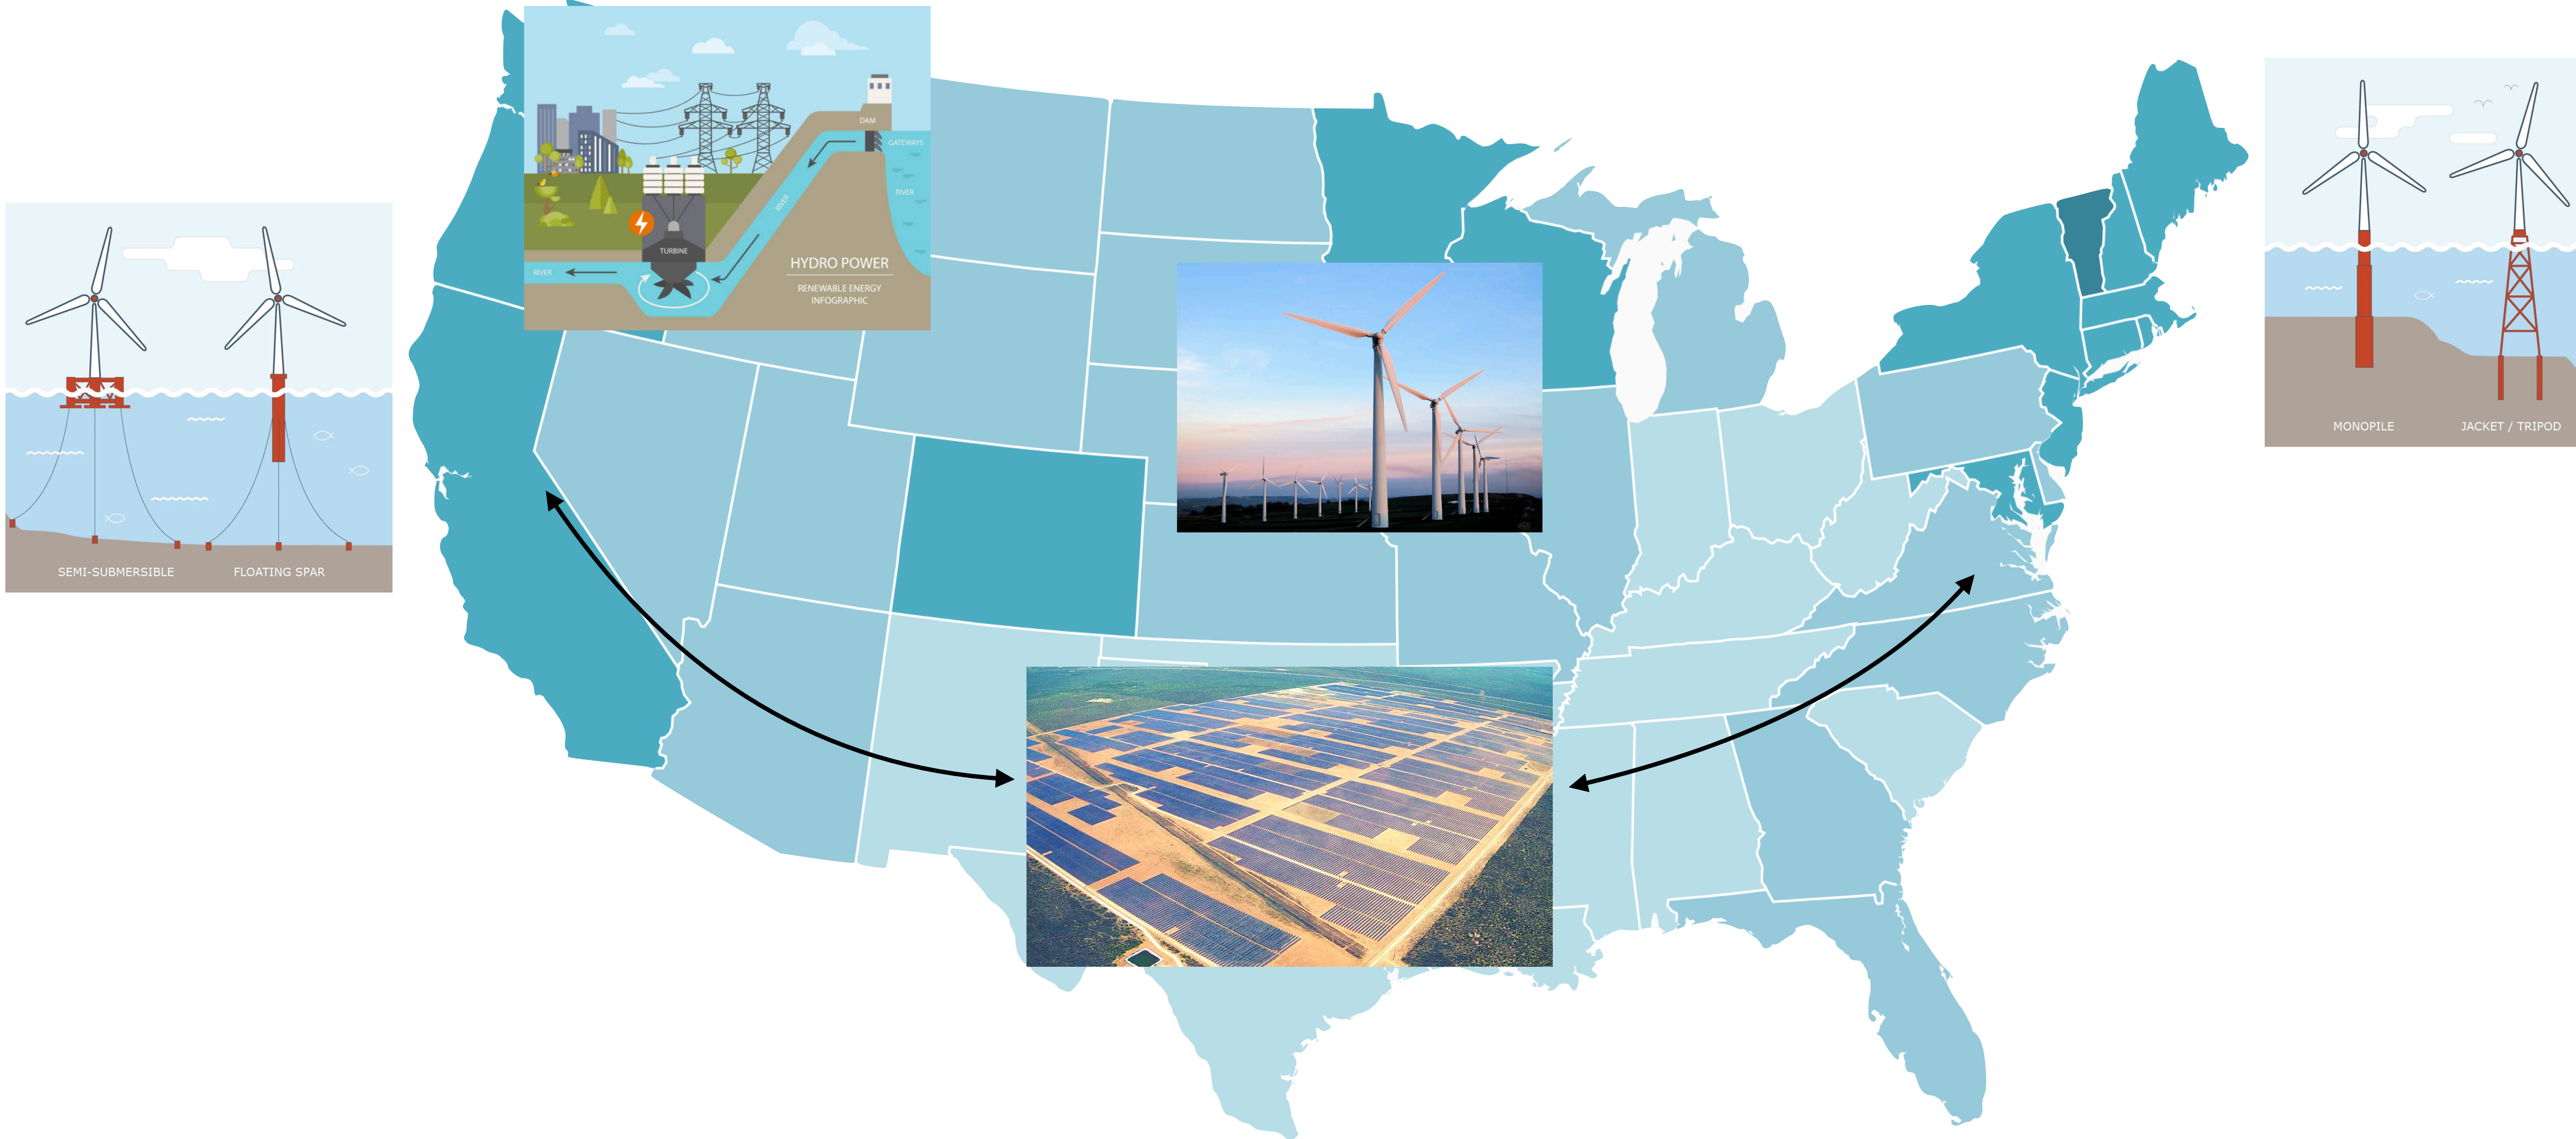 DAM
GATEWAYS
RIVER
RIVER
TURBINE
RIVER
HYDRO POWER
RENEWABLE ENERGY
INFOGRAPHIC
SEMI-SUBMERSIBLE
FLOATING SPAR
MONOPILE
JACKET / TRIPOD